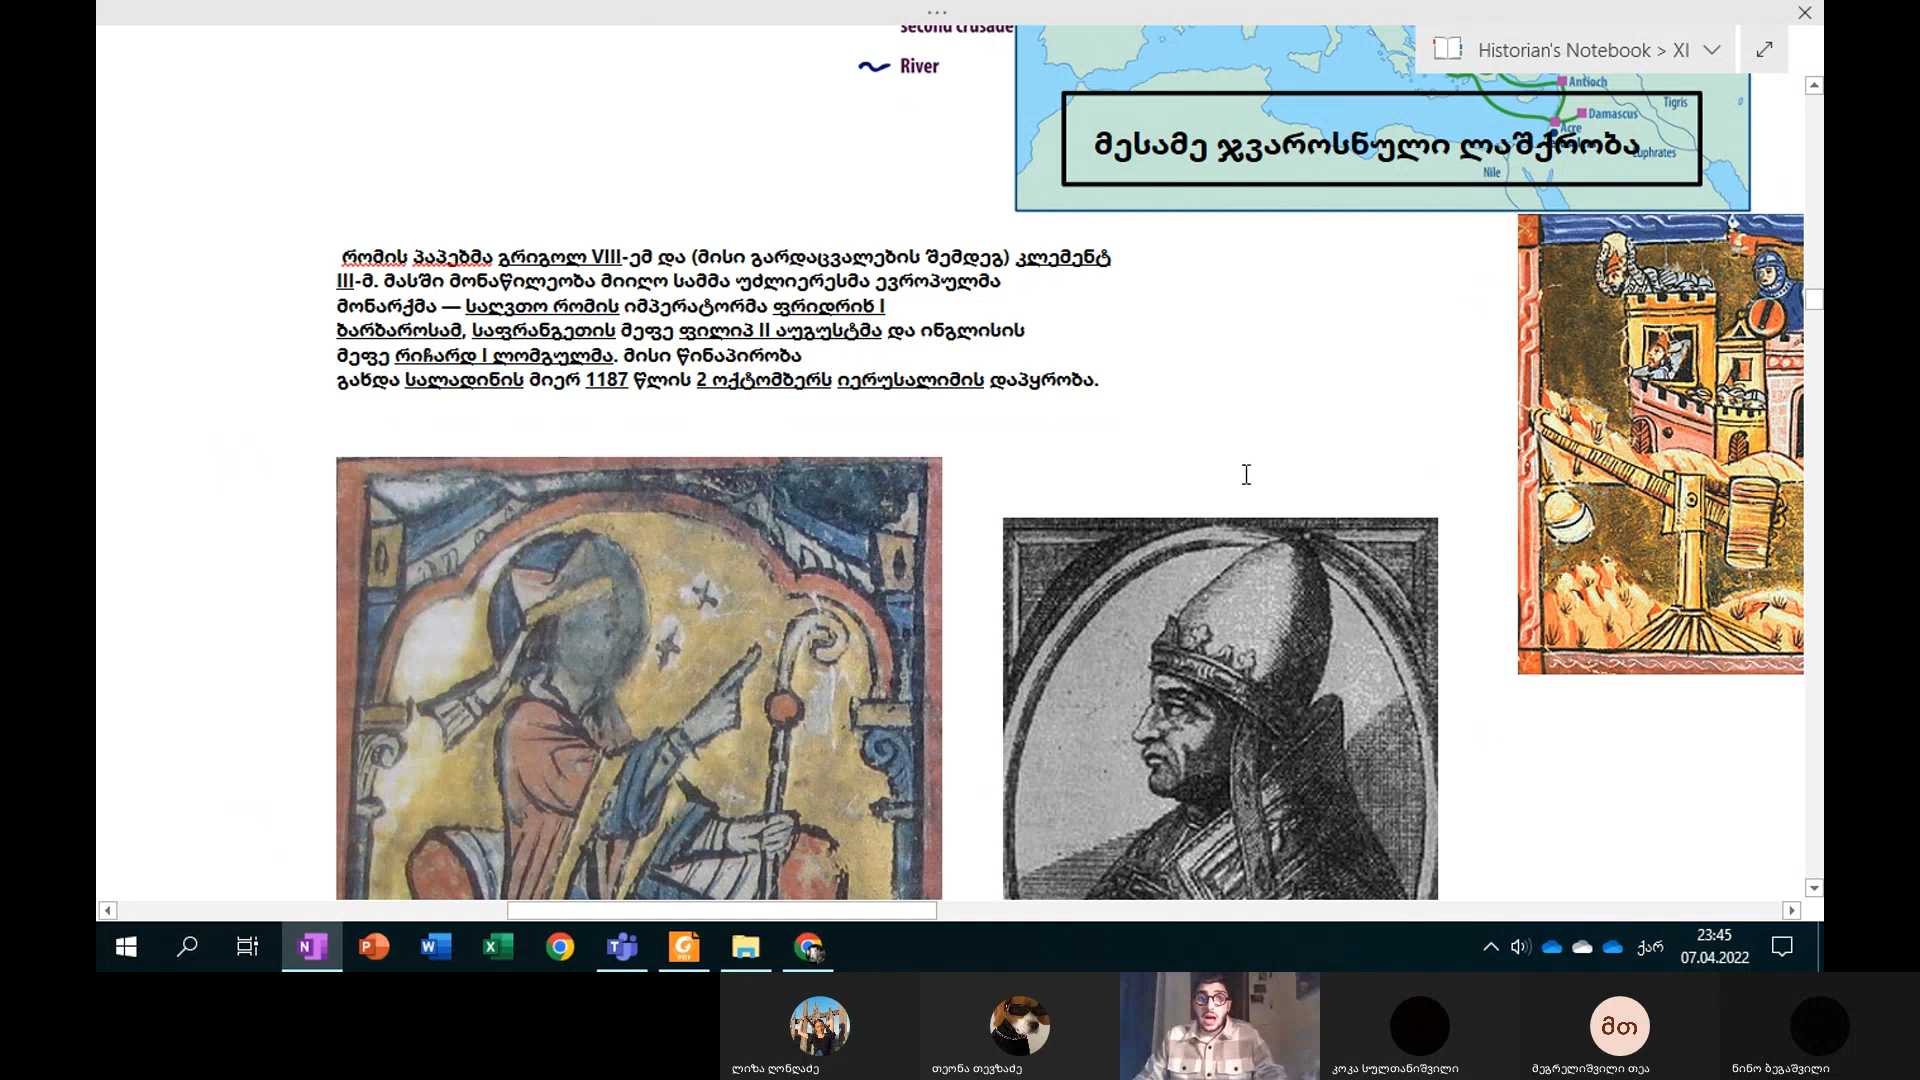 second crusade
River
Historian's Notebook > XI
Antioch
Tigris
Damascus
Acre
Euphrates
Nile
მესამე ჯვაროსნული ლაშქრობა
რომის პაპებმა გრიგოლ VIII-ემ და (მისი გარდაცვალების შემდეგ) კლემენტ
III-მ. მასში მონაწილეობა მიიღო სამმა უძლიერესმა ევროპულმა
მონარქმა — საღვთო რომის იმპერატორმა ფრიდრიხ I
ბარბაროსამ, საფრანგეთის მეფე ფილიპ II აუგუსტმა და ინგლისის
მეფე რიჩარდ I ლომგულმა. მისი წინაპირობა
გახდა სალადინის მიერ 1187 წლის 2 ოქტომბერს იერუსალიმის დაპყრობა.
ქარ
23:45
07.04.2022
მთ
ლიზა ღონღაძე
თეონა თევზაძე
კოკა სულთანიშვილი
მეგრელიშვილი თეა
ნინო ბეგაშვილი